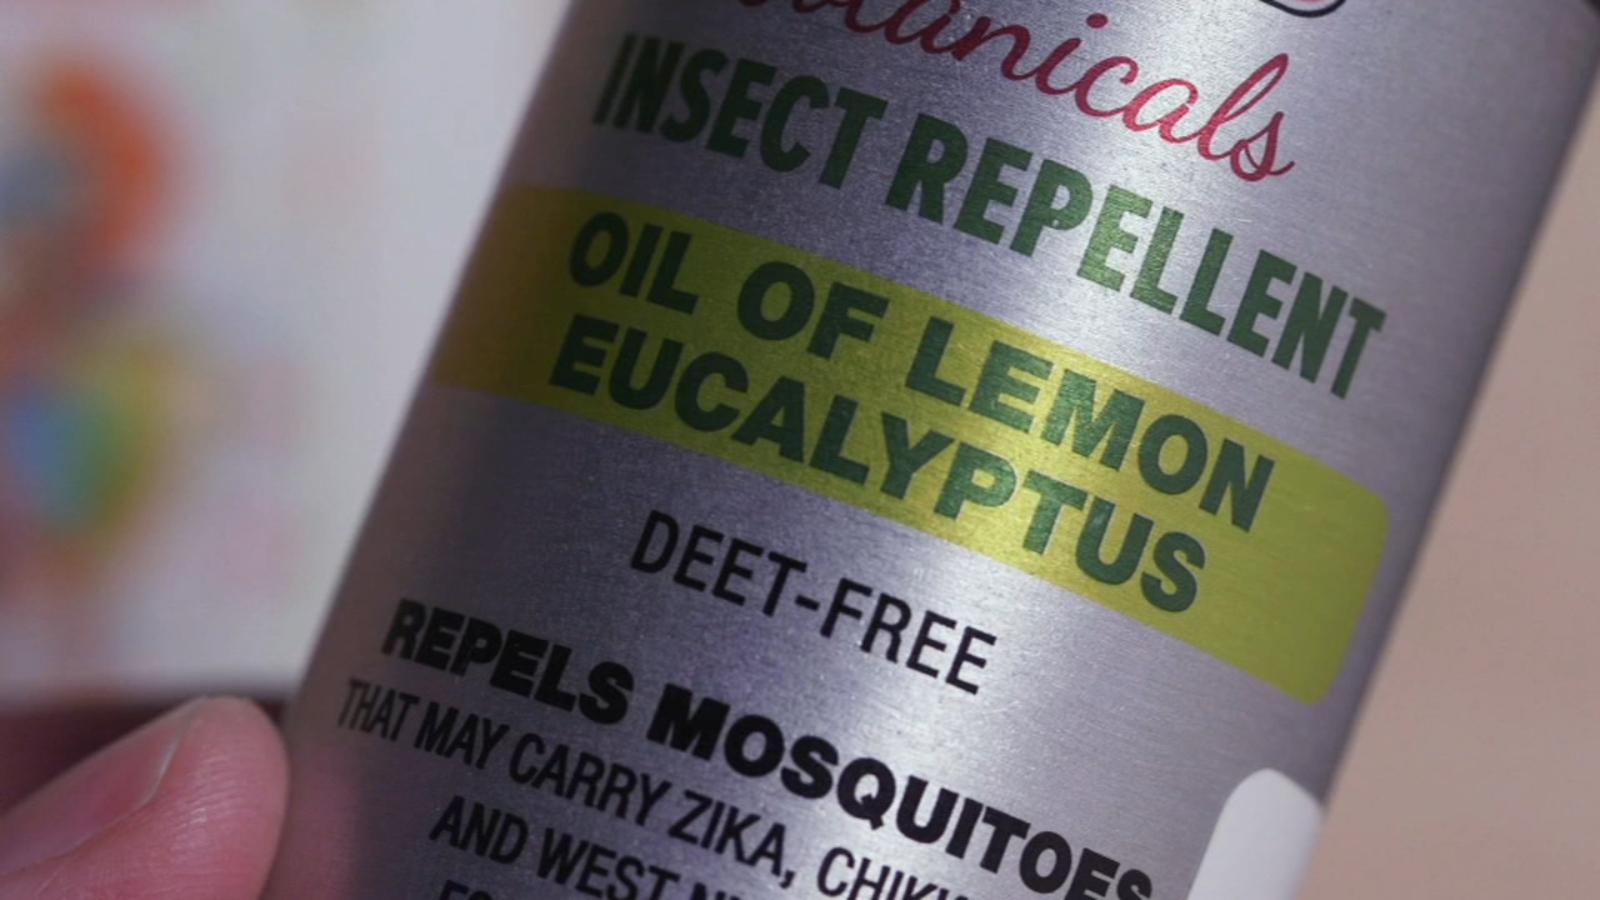 INSECT REPELLENT
OIL OF LEMON
EUCALYPTUS
DEET-FREE
REPELS MOSQUITOES
THAT MAY CARRY ZIKA,
AND WEST